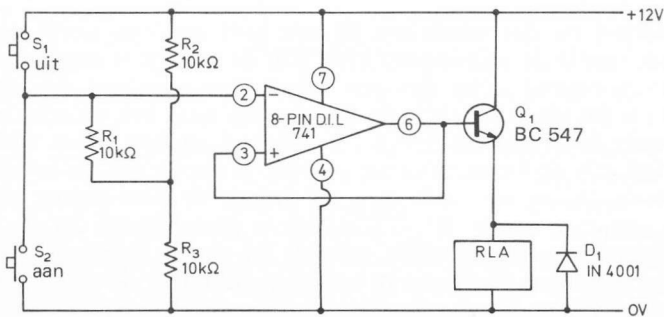 +12V
S1
uit
R2
10kΩ
2
−
7
8-PIN D.I.L
741
6
Q1
BC 547
R1
10kΩ
3
+
4
S2
aan
R3
10kΩ
RLA
D1
IN 4001
0V